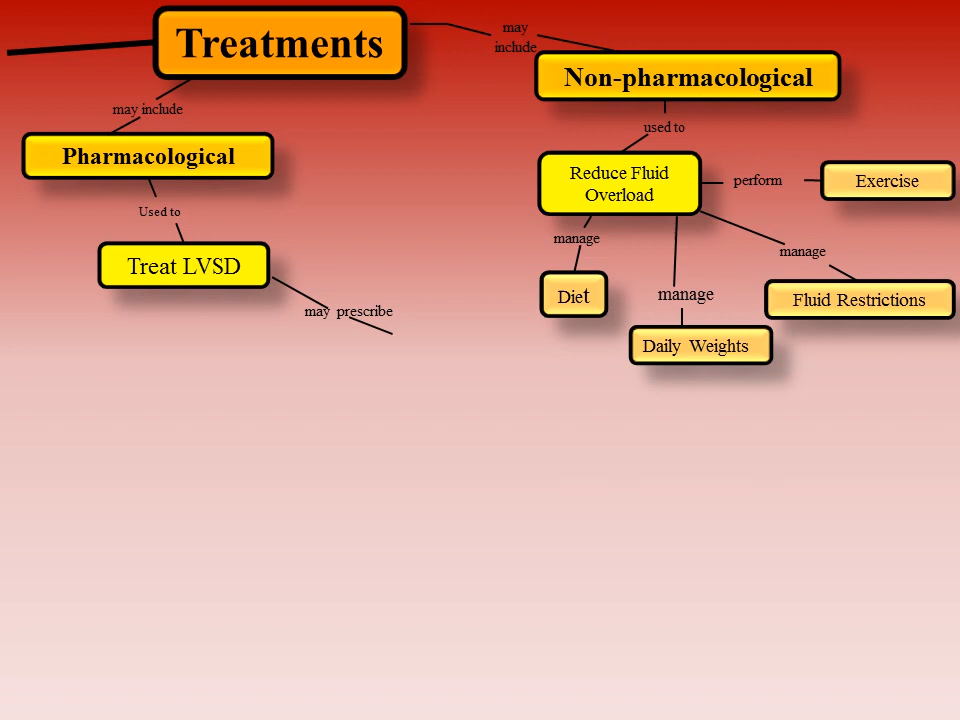 Treatments
may
include
Non-pharmacological
may include
used to
Pharmacological
Reduce Fluid
Overload
perform
Exercise
Used to
manage
manage
Treat LVSD
Diet
manage
Fluid Restrictions
may prescribe
Daily Weights